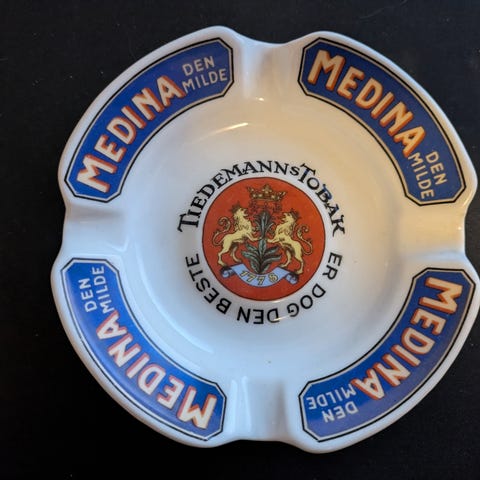 MEDINA DEN MILDE
MEDINA DEN MILDE
MEDINA DEN MILDE
MEDINA DEN MILDE
TIEDEMANNS TOBAK
ER DOG DEN BESTE
1778